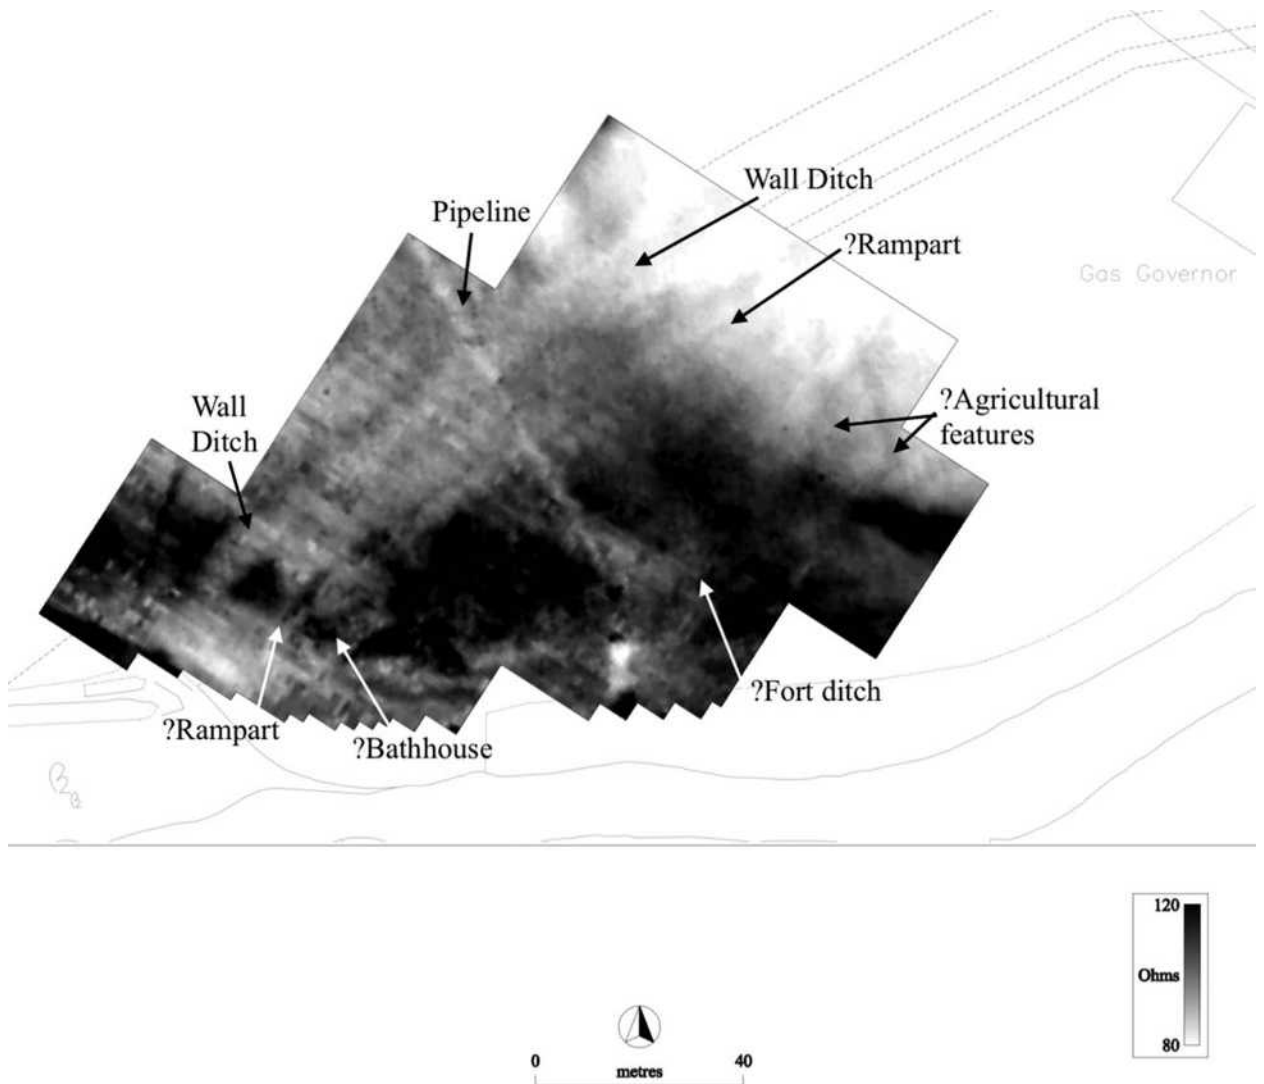 Wall Ditch
Pipeline
?Rampart
Gas Governor
Wall
Ditch
?Agricultural
features
?Fort ditch
?Rampart
?Bathhouse
120
Ohms
80
0
40
metres